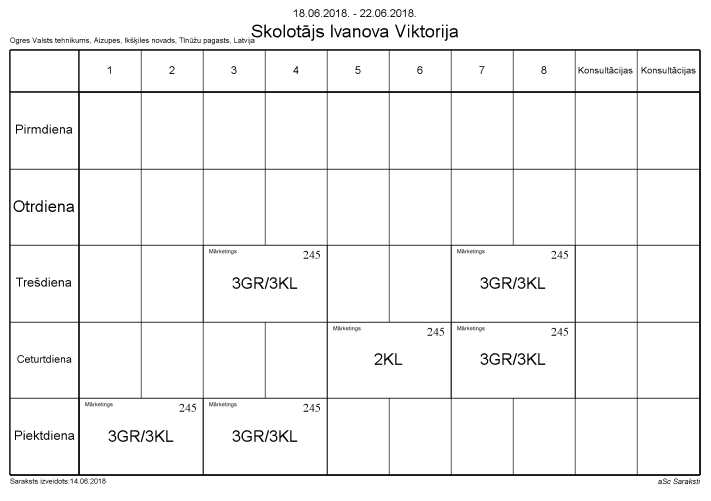 18.06.2018. - 22.06.2018.
Skolotājs Ivanova Viktorija
Ogres Valsts tehnikums, Aizupes, Ikšķiles novads, Tīnūžu pagasts, Latvija
1 2 3 4 5 6 7 8 Konsultācijas Konsultācijas
Pirmdiena
Otrdiena
Trešdiena
Mārketings 245
3GR/3KL
Mārketings 245
3GR/3KL
Ceturtdiena
Mārketings 245
2KL
Mārketings 245
3GR/3KL
Piektdiena
Mārketings 245
3GR/3KL
Mārketings 245
3GR/3KL
Saraksts izveidots:14.06.2018
aSc Saraksti